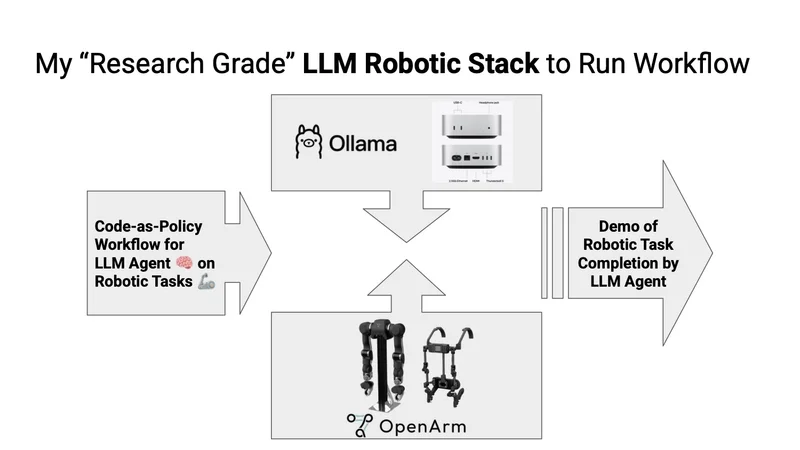 My “Research Grade” LLM Robotic Stack to Run Workflow
Ollama
Code-as-Policy
Workflow for
LLM Agent 🧠 on
Robotic Tasks 🦾
Demo of
Robotic Task
Completion by
LLM Agent
OpenArm